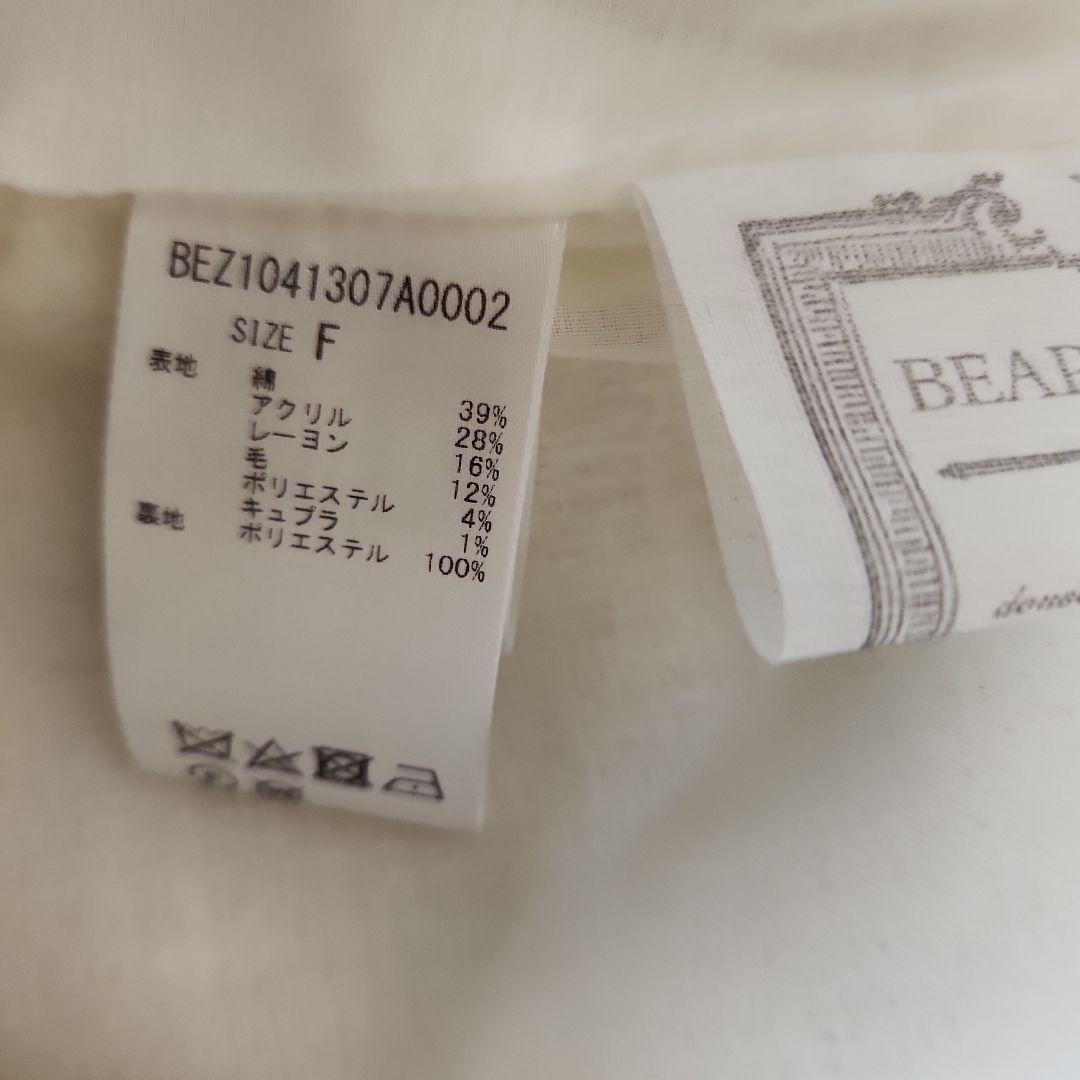 BEZ1041307A0002
SIZE F
表地 綿 39%
アクリル 28%
レーヨン 16%
毛 12%
ポリエステル 4%
キュプラ 1%
裏地 ポリエステル 100%
BEA